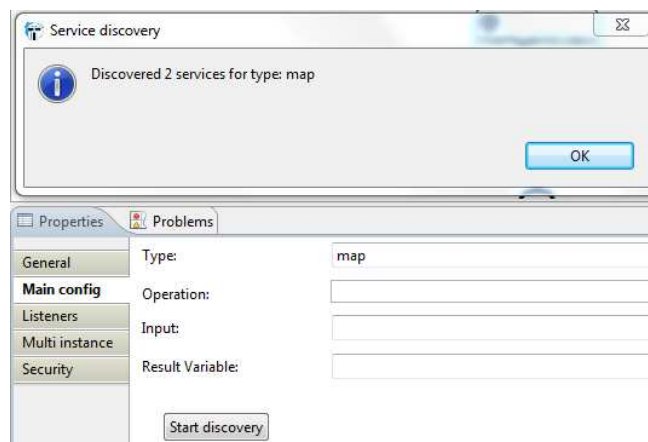 Service discovery
Discovered 2 services for type: map
OK
Properties
Problems
General
Main config
Listeners
Multi instance
Security
Type:
map
Operation:
Input:
Result Variable:
Start discovery